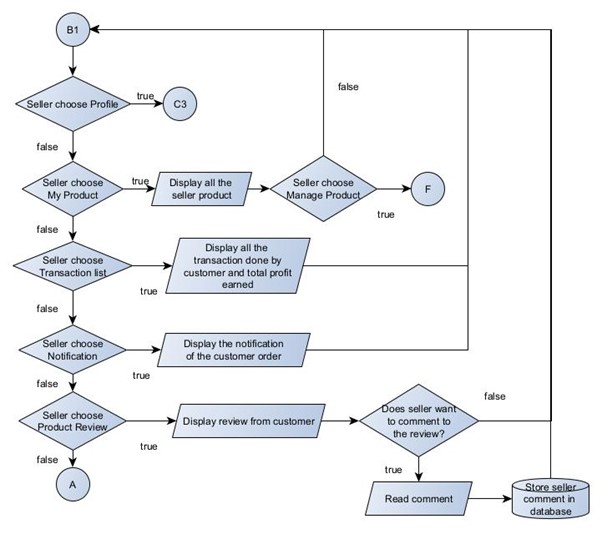 B1
Seller choose Profile
true
C3
false
false
Seller choose
My Product
true
Display all the
seller product
Seller choose
Manage Product
F
true
false
Seller choose
Transaction list
true
Display all the
transaction done by
customer and total profit
earned
false
Seller choose
Notification
true
Display the notification
of the customer order
false
Seller choose
Product Review
true
Display review from customer
Does seller want
to comment to
the review?
false
false
A
true
Read comment
Store seller
comment in
database